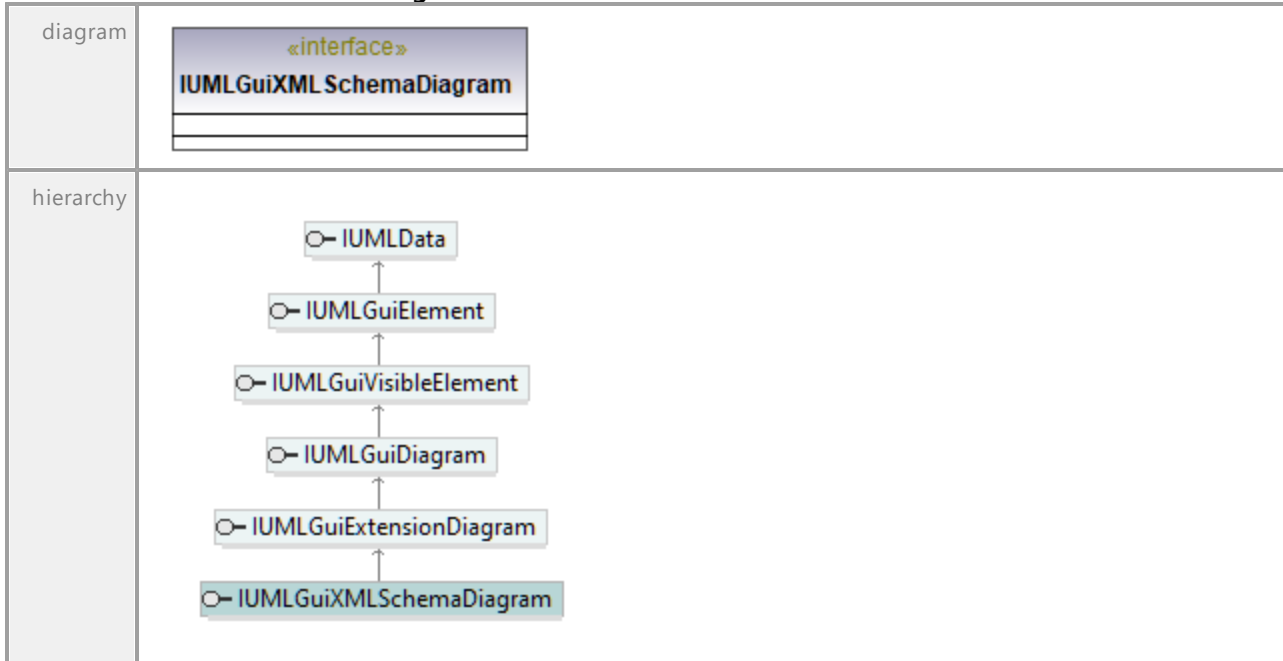 diagram
«interface»
IUMLGuiXMLSchemaDiagram
hierarchy
IUMLData
IUMLGuiElement
IUMLGuiVisibleElement
IUMLGuiDiagram
IUMLGuiExtensionDiagram
IUMLGuiXMLSchemaDiagram